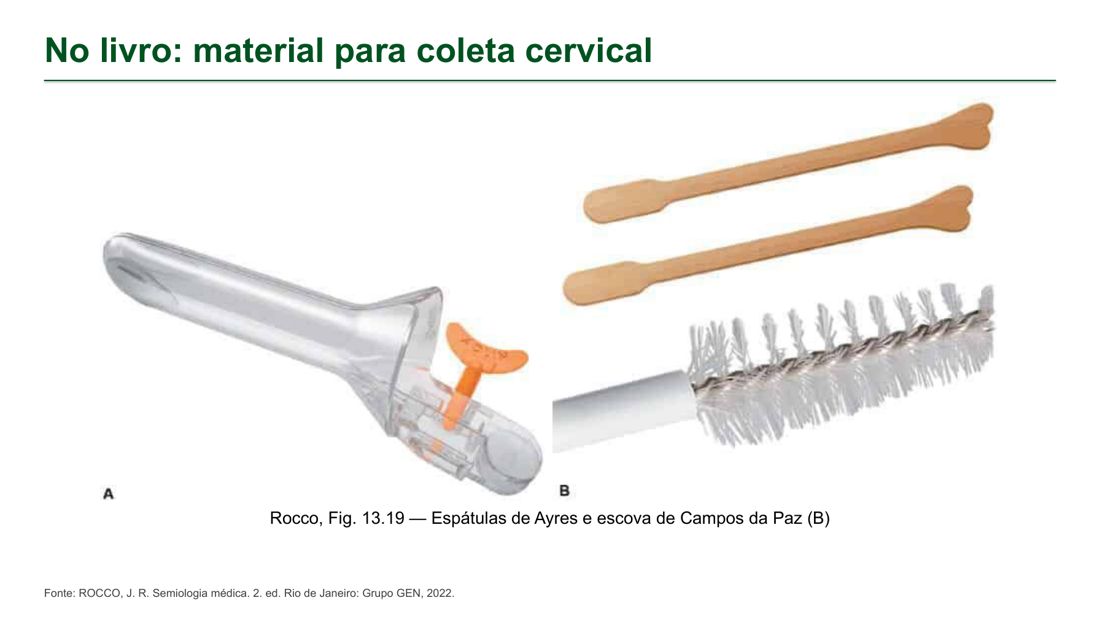 No livro: material para coleta cervical
A
B
Rocco, Fig. 13.19 — Espátulas de Ayres e escova de Campos da Paz (B)
Fonte: ROCCO, J. R. Semiologia médica. 2. ed. Rio de Janeiro: Grupo GEN, 2022.